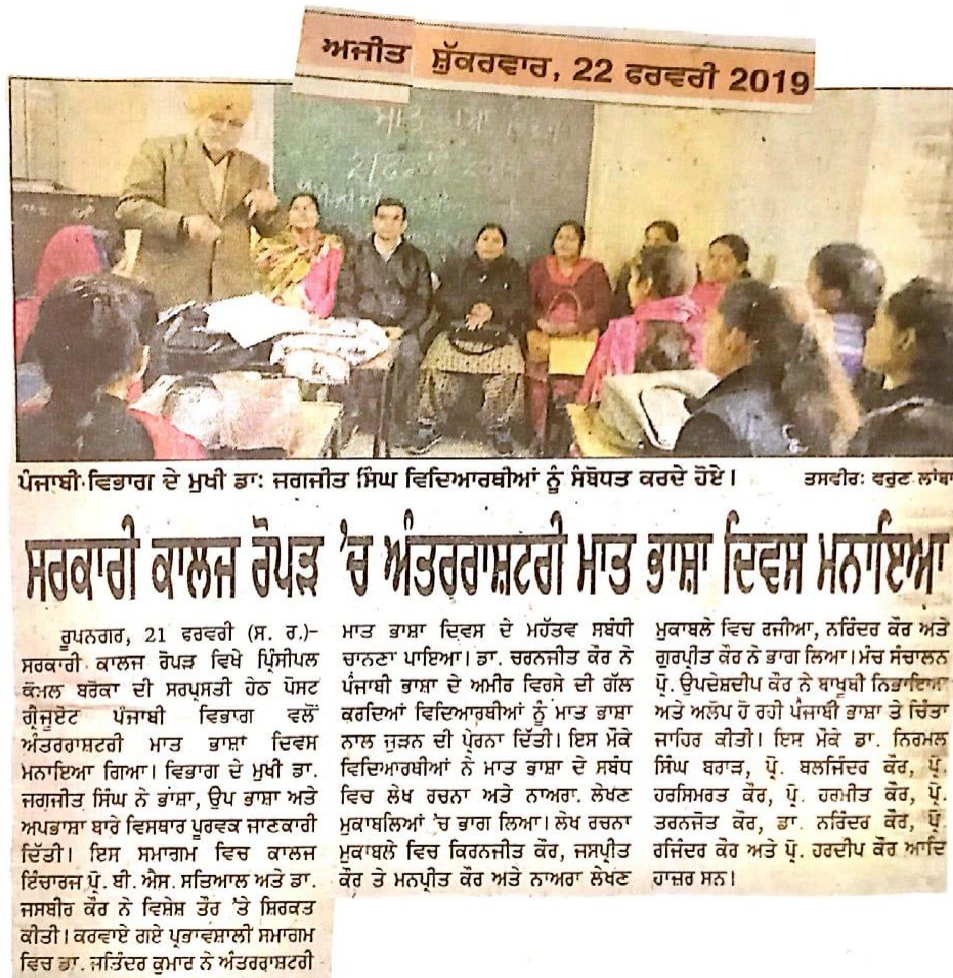 ਅਜੀਤ ਸ਼ੁੱਕਰਵਾਰ, 22 ਫਰਵਰੀ 2019
ਪੰਜਾਬੀ ਵਿਭਾਗ ਦੇ ਮੁਖੀ ਡਾ: ਜਗਜੀਤ ਸਿੰਘ ਵਿਦਿਆਰਥੀਆਂ ਨੂੰ ਸੰਬੋਧਤ ਕਰਦੇ ਹੋਏ। ਤਸਵੀਰ: ਵਰੁਣ ਲਾਂਬਾ
ਸਰਕਾਰੀ ਕਾਲਜ ਰੋਪੜ 'ਚ ਅੰਤਰਰਾਸ਼ਟਰੀ ਮਾਤ ਭਾਸ਼ਾ ਦਿਵਸ ਮਨਾਇਆ
ਰੂਪਨਗਰ, 21 ਫਰਵਰੀ (ਸ. ਰ.)-
ਸਰਕਾਰੀ ਕਾਲਜ ਰੋਪੜ ਵਿਖੇ ਪ੍ਰਿੰਸੀਪਲ
ਕੋਮਲ ਬਰੋਕਾ ਦੀ ਸਰਪ੍ਰਸਤੀ ਹੇਠ ਪੋਸਟ
ਗ੍ਰੈਜੂਏਟ ਪੰਜਾਬੀ ਵਿਭਾਗ ਵਲੋਂ
ਅੰਤਰਰਾਸ਼ਟਰੀ ਮਾਤ ਭਾਸ਼ਾ ਦਿਵਸ
ਮਨਾਇਆ ਗਿਆ। ਵਿਭਾਗ ਦੇ ਮੁਖੀ ਡਾ.
ਜਗਜੀਤ ਸਿੰਘ ਨੇ ਭਾਸ਼ਾ, ਉਪ ਭਾਸ਼ਾ ਅਤੇ
ਅਪਭਾਸ਼ਾ ਬਾਰੇ ਵਿਸਥਾਰ ਪੂਰਵਕ ਜਾਣਕਾਰੀ
ਦਿੱਤੀ। ਇਸ ਸਮਾਗਮ ਵਿਚ ਕਾਲਜ
ਇੰਚਾਰਜ ਪ੍ਰੋ. ਬੀ. ਐਸ. ਸਤਿਆਲ ਅਤੇ ਡਾ.
ਜਸਬੀਰ ਕੌਰ ਨੇ ਵਿਸ਼ੇਸ਼ ਤੌਰ 'ਤੇ ਸ਼ਿਰਕਤ
ਕੀਤੀ। ਕਰਵਾਏ ਗਏ ਪ੍ਰਭਾਵਸ਼ਾਲੀ ਸਮਾਗਮ
ਵਿਚ ਡਾ. ਜਤਿੰਦਰ ਕੁਮਾਰ ਨੇ ਅੰਤਰਰਾਸ਼ਟਰੀ
ਮਾਤ ਭਾਸ਼ਾ ਦਿਵਸ ਦੇ ਮਹੱਤਵ ਸਬੰਧੀ
ਚਾਨਣਾ ਪਾਇਆ। ਡਾ. ਚਰਨਜੀਤ ਕੌਰ ਨੇ
ਪੰਜਾਬੀ ਭਾਸ਼ਾ ਦੇ ਅਮੀਰ ਵਿਰਸੇ ਦੀ ਗੱਲ
ਕਰਦਿਆਂ ਵਿਦਿਆਰਥੀਆਂ ਨੂੰ ਮਾਤ ਭਾਸ਼ਾ
ਨਾਲ ਜੁੜਨ ਦੀ ਪ੍ਰੇਰਨਾ ਦਿੱਤੀ। ਇਸ ਮੌਕੇ
ਵਿਦਿਆਰਥੀਆਂ ਨੇ ਮਾਤ ਭਾਸ਼ਾ ਦੇ ਸਬੰਧ
ਵਿਚ ਲੇਖ ਰਚਨਾ ਅਤੇ ਨਾਅਰਾ. ਲੇਖਣ
ਮੁਕਾਬਲਿਆਂ 'ਚ ਭਾਗ ਲਿਆ। ਲੇਖ ਰਚਨਾ
ਮੁਕਾਬਲੇ ਵਿਚ ਕਿਰਨਜੀਤ ਕੌਰ, ਜਸਪ੍ਰੀਤ
ਕੌਰ ਤੇ ਮਨਪ੍ਰੀਤ ਕੌਰ ਅਤੇ ਨਾਅਰਾ ਲੇਖਣ
ਮੁਕਾਬਲੇ ਵਿਚ ਰਜੀਆ, ਨਰਿੰਦਰ ਕੌਰ ਅਤੇ
ਗੁਰਪ੍ਰੀਤ ਕੌਰ ਨੇ ਭਾਗ ਲਿਆ। ਮੰਚ ਸੰਚਾਲਨ
ਪ੍ਰੋ. ਉਪਦੇਸ਼ਦੀਪ ਕੌਰ ਨੇ ਬਾਖੂਬੀ ਨਿਭਾਇਆ
ਅਤੇ ਅਲੋਪ ਹੋ ਰਹੀ ਪੰਜਾਬੀ ਭਾਸ਼ਾ ਤੇ ਚਿੰਤਾ
ਜਾਹਿਰ ਕੀਤੀ। ਇਸ ਮੌਕੇ ਡਾ. ਨਿਰਮਲ
ਸਿੰਘ ਬਰਾੜ, ਪ੍ਰੋ. ਬਲਜਿੰਦਰ ਕੌਰ, ਪ੍ਰੋ.
ਹਰਸਿਮਰਤ ਕੌਰ, ਪ੍ਰੋ. ਹਰਮੀਤ ਕੌਰ, ਪ੍ਰੋ.
ਤਰਨਜੋਤ ਕੌਰ, ਡਾ. ਨਰਿੰਦਰ ਕੌਰ, ਪ੍ਰੋ.
ਰਜਿੰਦਰ ਕੌਰ ਅਤੇ ਪ੍ਰੋ. ਹਰਦੀਪ ਕੌਰ ਆਦਿ
ਹਾਜ਼ਰ ਸਨ।